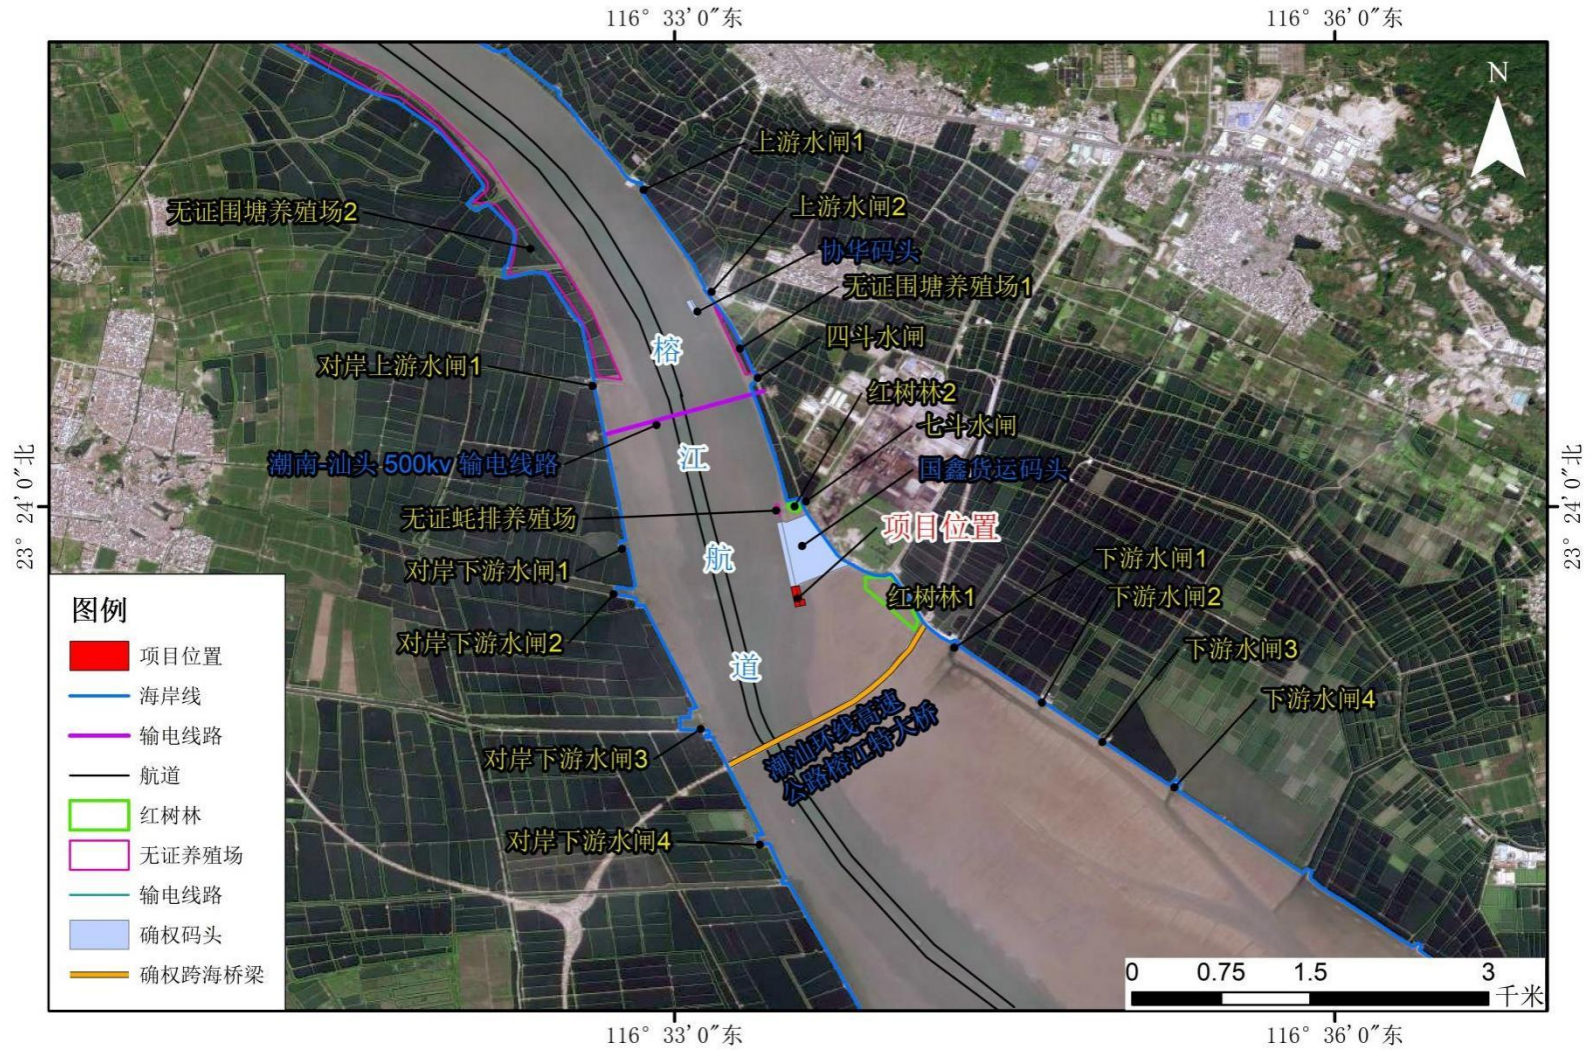 116° 33′0″东
116° 36′0″东
N
上游水闸1
上游水闸2
无证围塘养殖场2
协华码头
无证围塘养殖场1
四斗水闸
榕
对岸上游水闸1
红树林2
七斗水闸
江
潮南-汕头 500kv 输电线路
国鑫货运码头
23° 24′0″北
23° 24′0″北
无证蚝排养殖场
项目位置
航
对岸下游水闸1
下游水闸1
红树林1
下游水闸2
对岸下游水闸2
下游水闸3
道
下游水闸4
潮汕环线高速
公路榕江特大桥
对岸下游水闸3
对岸下游水闸4
图例
项目位置
海岸线
输电线路
航道
红树林
无证养殖场
输电线路
确权码头
确权跨海桥梁
0 0.75 1.5 3
千米
116° 33′0″东
116° 36′0″东